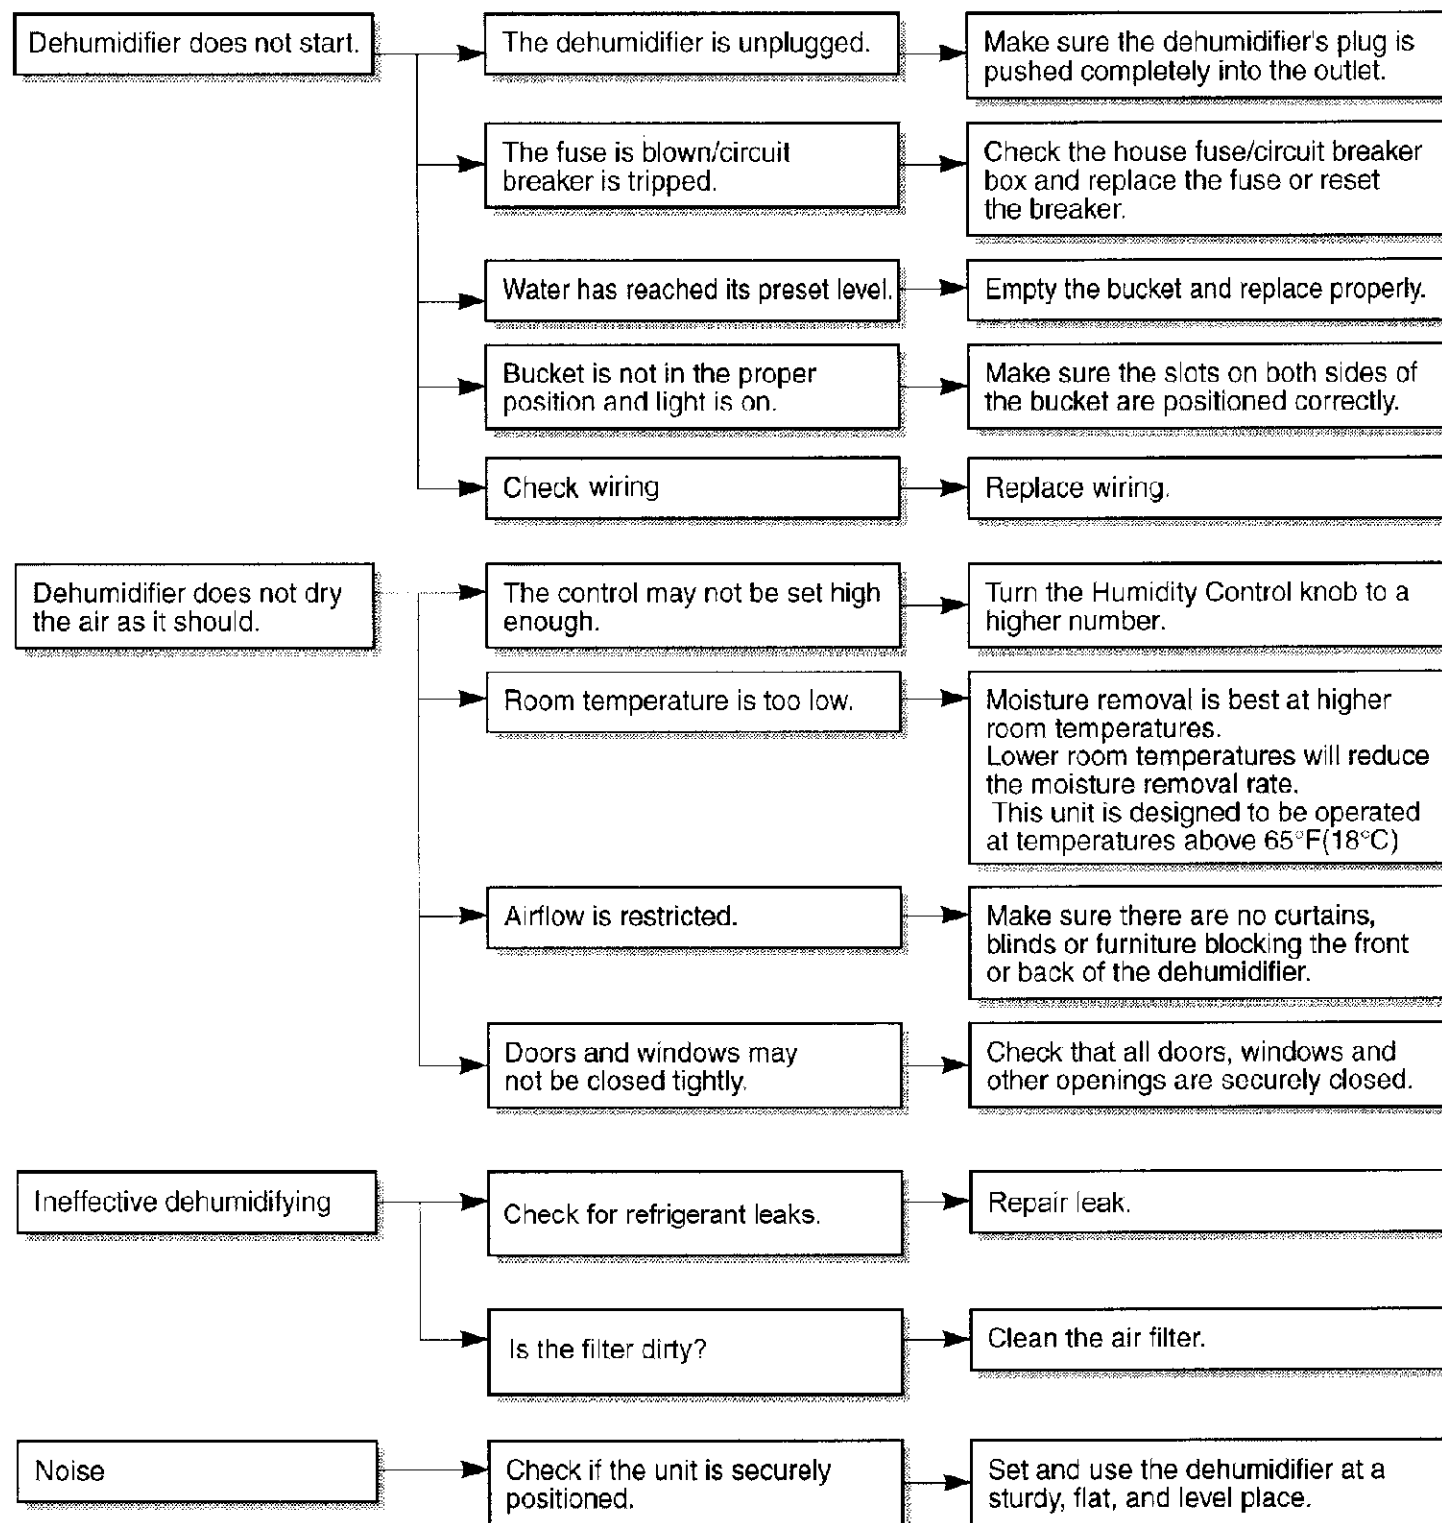 Dehumidifier does not start.
The dehumidifier is unplugged.
Make sure the dehumidifier's plug is
pushed completely into the outlet.
The fuse is blown/circuit
breaker is tripped.
Check the house fuse/circuit breaker
box and replace the fuse or reset
the breaker.
Water has reached its preset level.
Empty the bucket and replace properly.
Bucket is not in the proper
position and light is on.
Make sure the slots on both sides of
the bucket are positioned correctly.
Check wiring
Replace wiring.
Dehumidifier does not dry
the air as it should.
The control may not be set high
enough.
Turn the Humidity Control knob to a
higher number.
Room temperature is too low.
Moisture removal is best at higher
room temperatures.
Lower room temperatures will reduce
the moisture removal rate.
This unit is designed to be operated
at temperatures above 65°F(18°C)
Airflow is restricted.
Make sure there are no curtains,
blinds or furniture blocking the front
or back of the dehumidifier.
Doors and windows may
not be closed tightly.
Check that all doors, windows and
other openings are securely closed.
Ineffective dehumidifying
Check for refrigerant leaks.
Repair leak.
Is the filter dirty?
Clean the air filter.
Noise
Check if the unit is securely
positioned.
Set and use the dehumidifier at a
sturdy, flat, and level place.